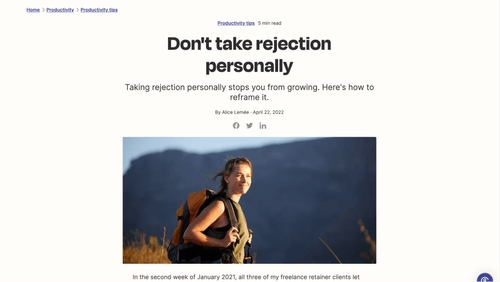 Home > Productivity > Productivity tips
Productivity tips 5 min read
Don't take rejection
personally
Taking rejection personally stops you from growing. Here's how to
reframe it.
By Alice Lemée · April 22, 2022
In the second week of January 2021, all three of my freelance retainer clients let